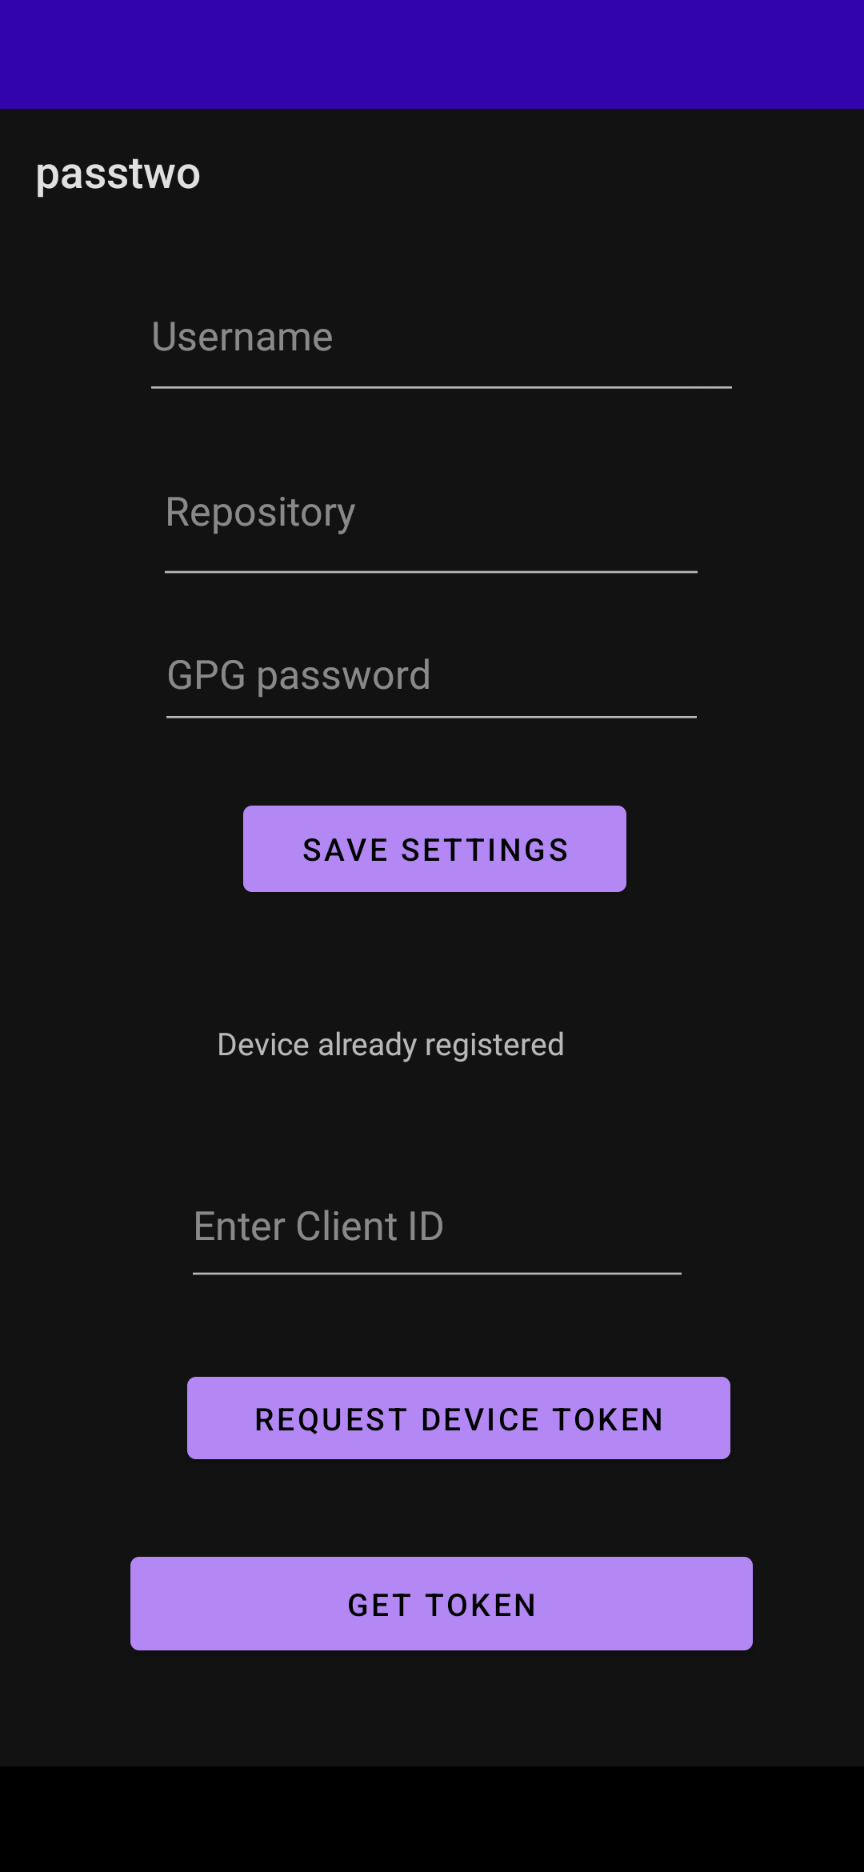 passtwo
Username
Repository
GPG password
SAVE SETTINGS
Device already registered
Enter Client ID
REQUEST DEVICE TOKEN
GET TOKEN